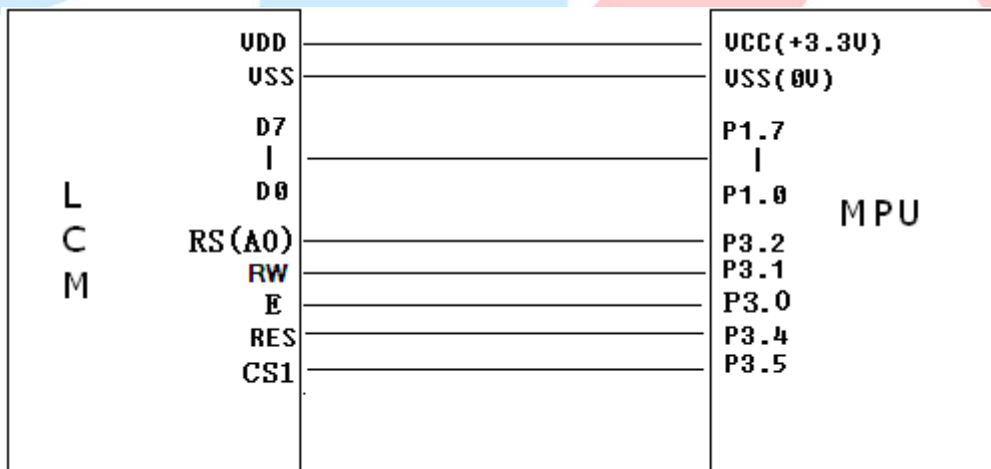 VDD VCC(+3.3V)
VSS VSS(0V)
D7 P1.7
| |
D0 P1.0
L
C
M
MPU
RS(A0) P3.2
RW P3.1
E P3.0
RES P3.4
CS1 P3.5